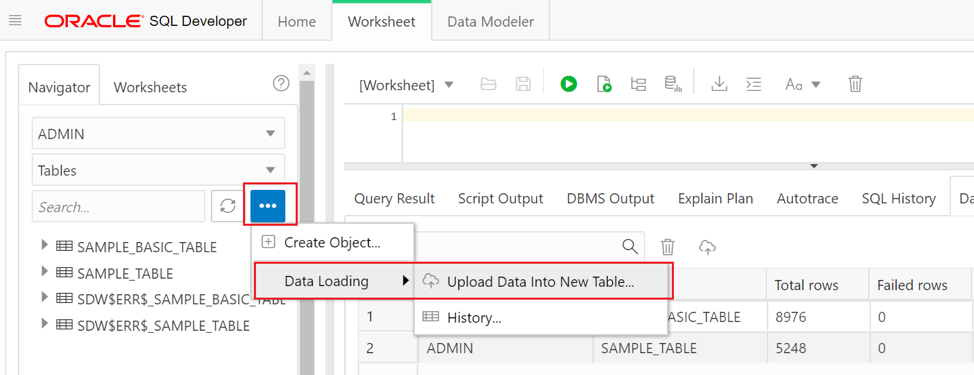 ORACLE SQL Developer Home Worksheet Data Modeler
Navigator Worksheets ?
[Worksheet] Aa
1
ADMIN
Tables
Search...
Query Result Script Output DBMS Output Explain Plan Autotrace SQL History Da
Create Object...
SAMPLE_BASIC_TABLE
SAMPLE_TABLE
Data Loading Upload Data Into New Table... Total rows Failed rows
SDW$ERR$_SAMPLE_BASIC_TABLE
History...
1 BASIC_TABLE 8976 0
SDW$ERR$_SAMPLE_TABLE
2 ADMIN SAMPLE_TABLE 5248 0